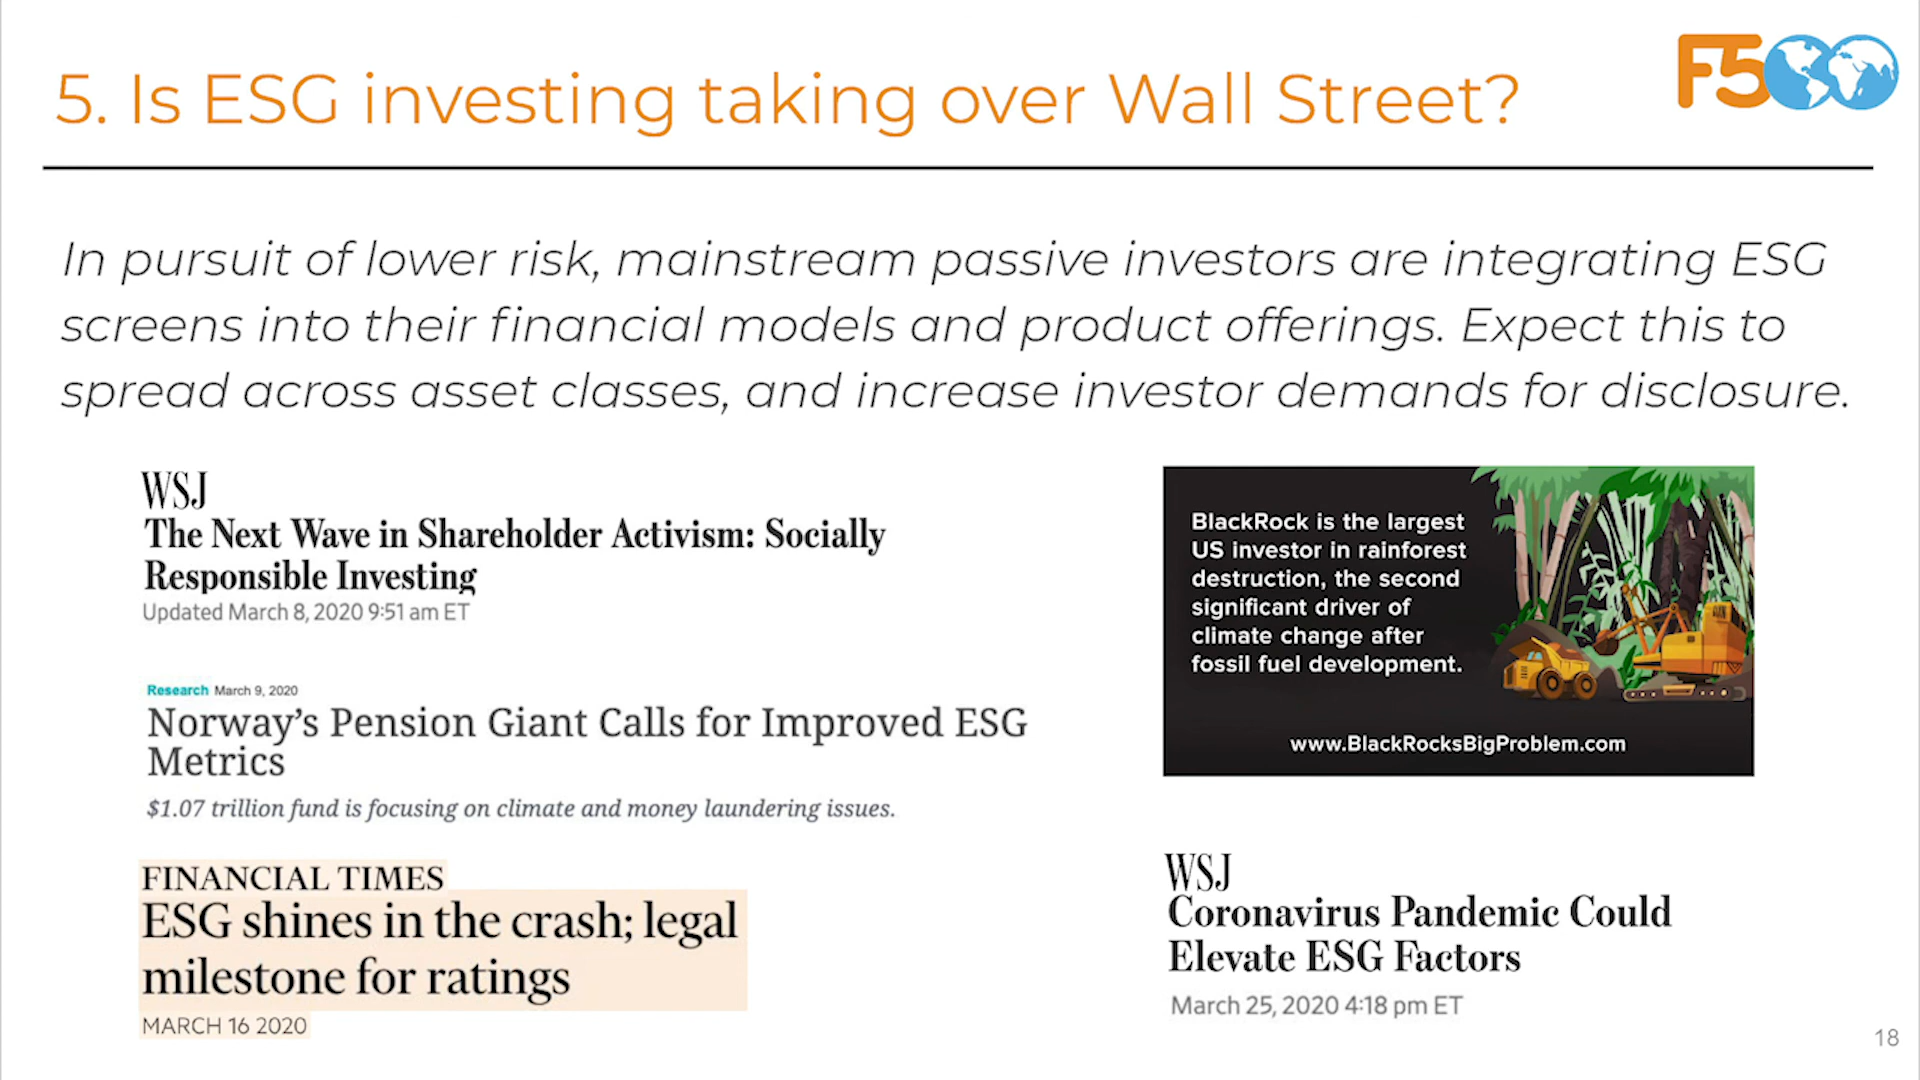 5. Is ESG investing taking over Wall Street?
F500
In pursuit of lower risk, mainstream passive investors are integrating ESG
screens into their financial models and product offerings. Expect this to
spread across asset classes, and increase investor demands for disclosure.
WSJ
The Next Wave in Shareholder Activism: Socially
Responsible Investing
Updated March 8, 2020 9:51 am ET
Research March 9, 2020
Norway's Pension Giant Calls for Improved ESG
Metrics
$1.07 trillion fund is focusing on climate and money laundering issues.
FINANCIAL TIMES
ESG shines in the crash; legal
milestone for ratings
MARCH 16 2020
BlackRock is the largest
US investor in rainforest
destruction, the second
significant driver of
climate change after
fossil fuel development.
www.BlackRocksBigProblem.com
WSJ
Coronavirus Pandemic Could
Elevate ESG Factors
March 25, 2020 4:18 pm ET
18